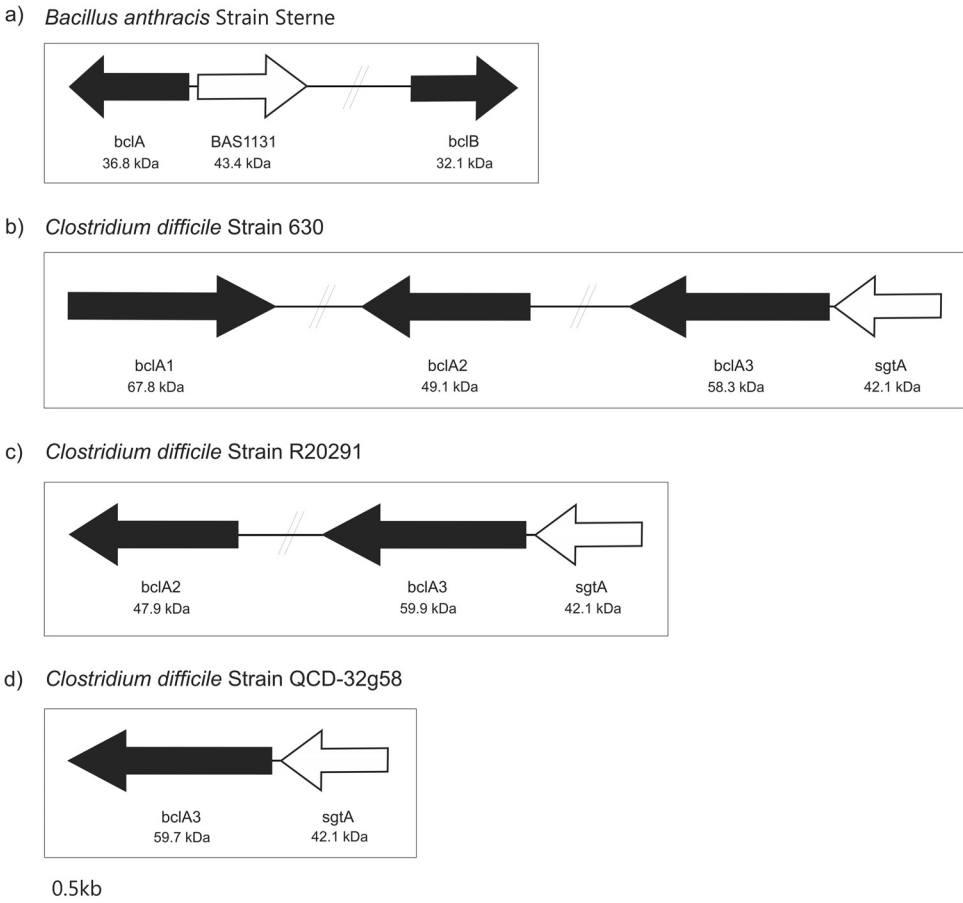 a) Bacillus anthracis Strain Sterne
bclA BAS1131 bclB
36.8 kDa 43.4 kDa 32.1 kDa
b) Clostridium difficile Strain 630
bclA1 bclA2 bclA3 sgtA
67.8 kDa 49.1 kDa 58.3 kDa 42.1 kDa
c) Clostridium difficile Strain R20291
bclA2 bclA3 sgtA
47.9 kDa 59.9 kDa 42.1 kDa
d) Clostridium difficile Strain QCD-32g58
bclA3 sgtA
59.7 kDa 42.1 kDa
0.5kb